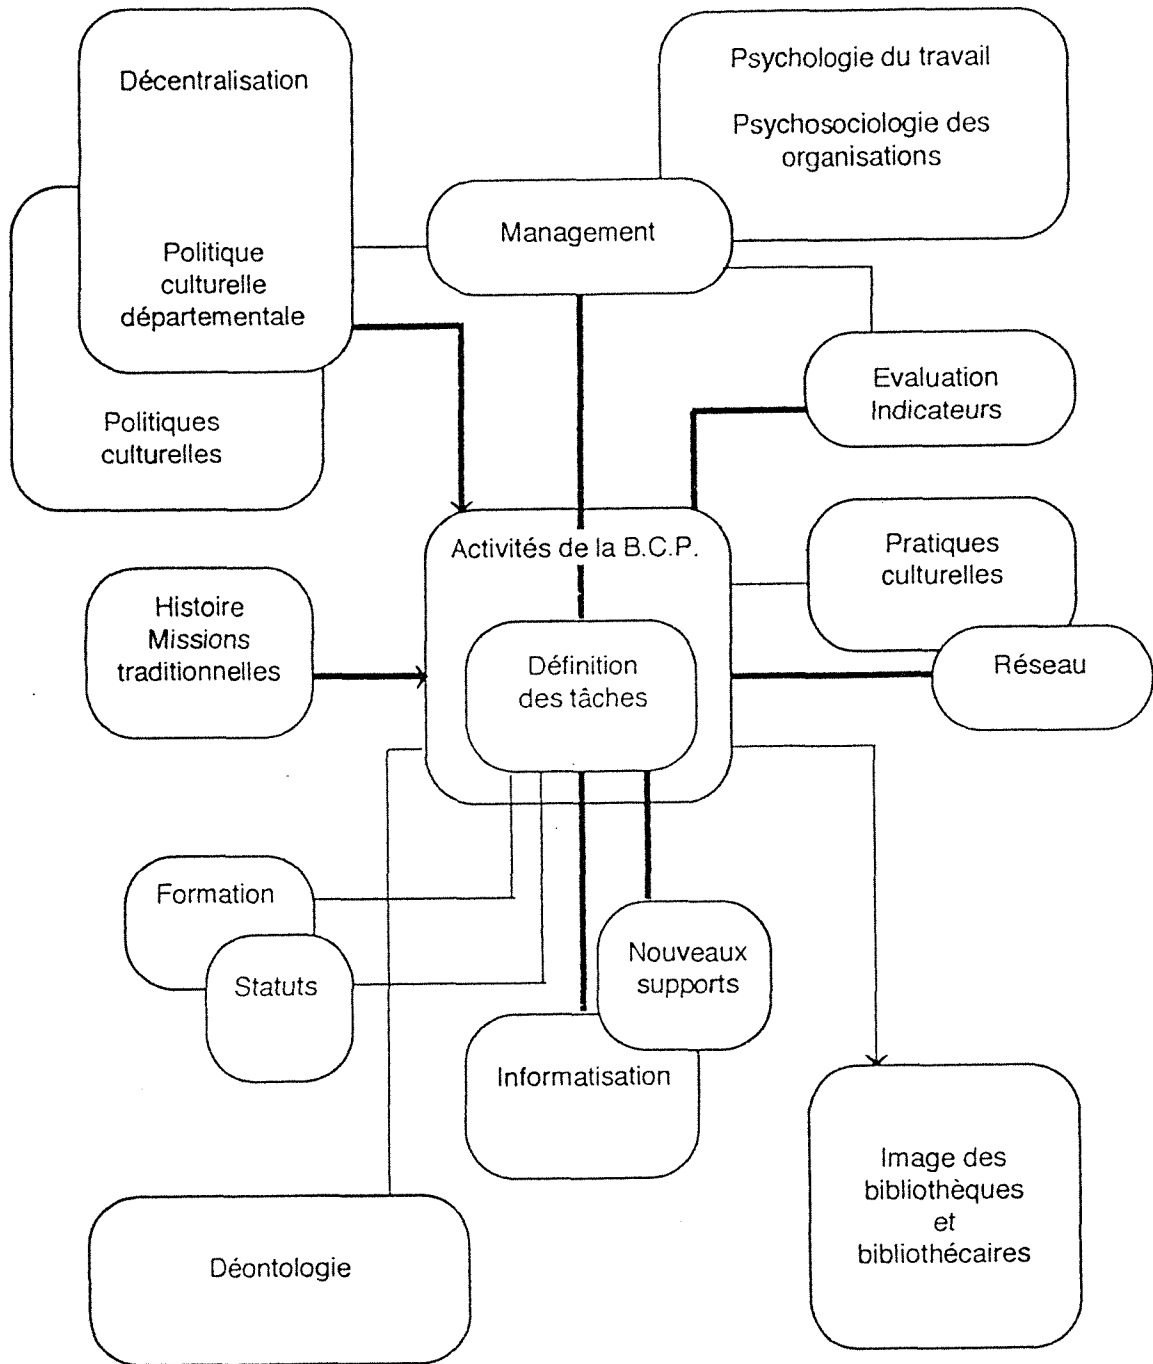 Décentralisation
Politique
culturelle
départementale
Politiques
culturelles
Psychologie du travail
Psychosociologie des
organisations
Management
Evaluation
Indicateurs
Activités de la B.C.P.
Définition
des tâches
Pratiques
culturelles
Réseau
Histoire
Missions
traditionnelles
Formation
Statuts
Nouveaux
supports
Informatisation
Déontologie
Image des
bibliothèques
et
bibliothécaires